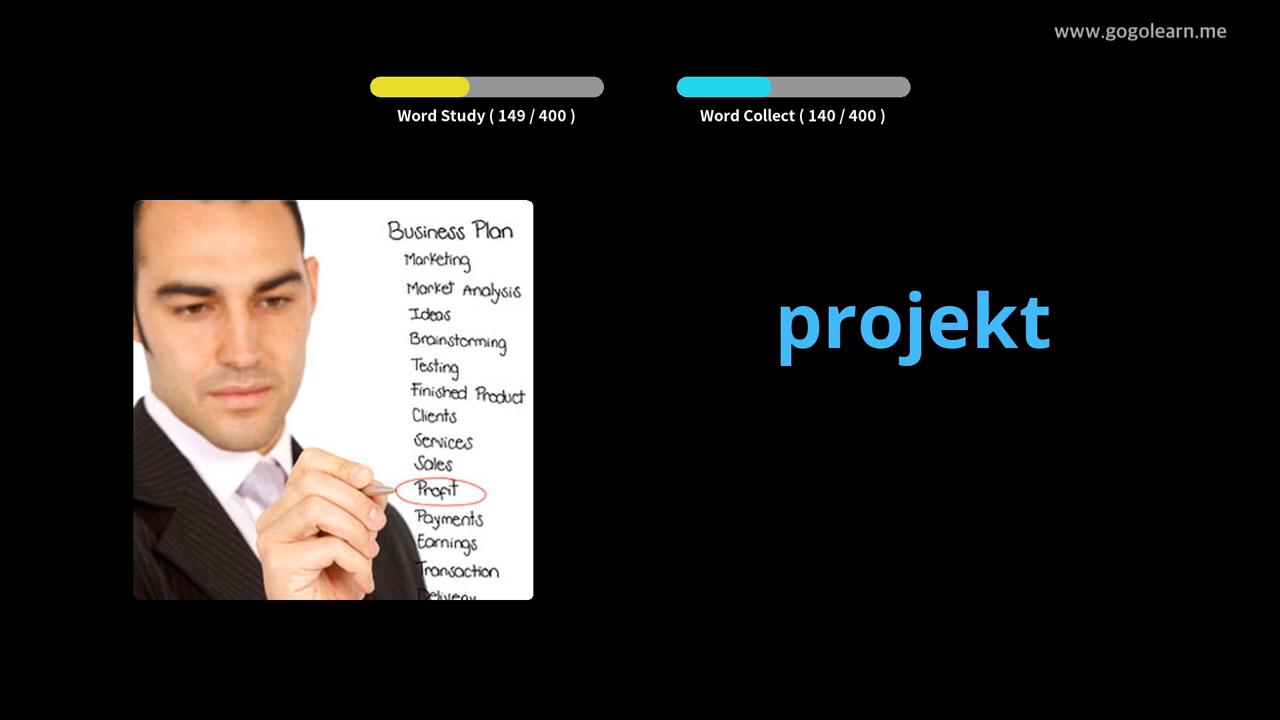 www.gogolearn.me
Word Study ( 149 / 400 )
Word Collect ( 140 / 400 )
Business Plan
Marketing
Market Analysis
Ideas
Brainstorming
Testing
Finished Product
Clients
Services
Sales
Profit
Payments
Earnings
Transaction
Delivery
projekt